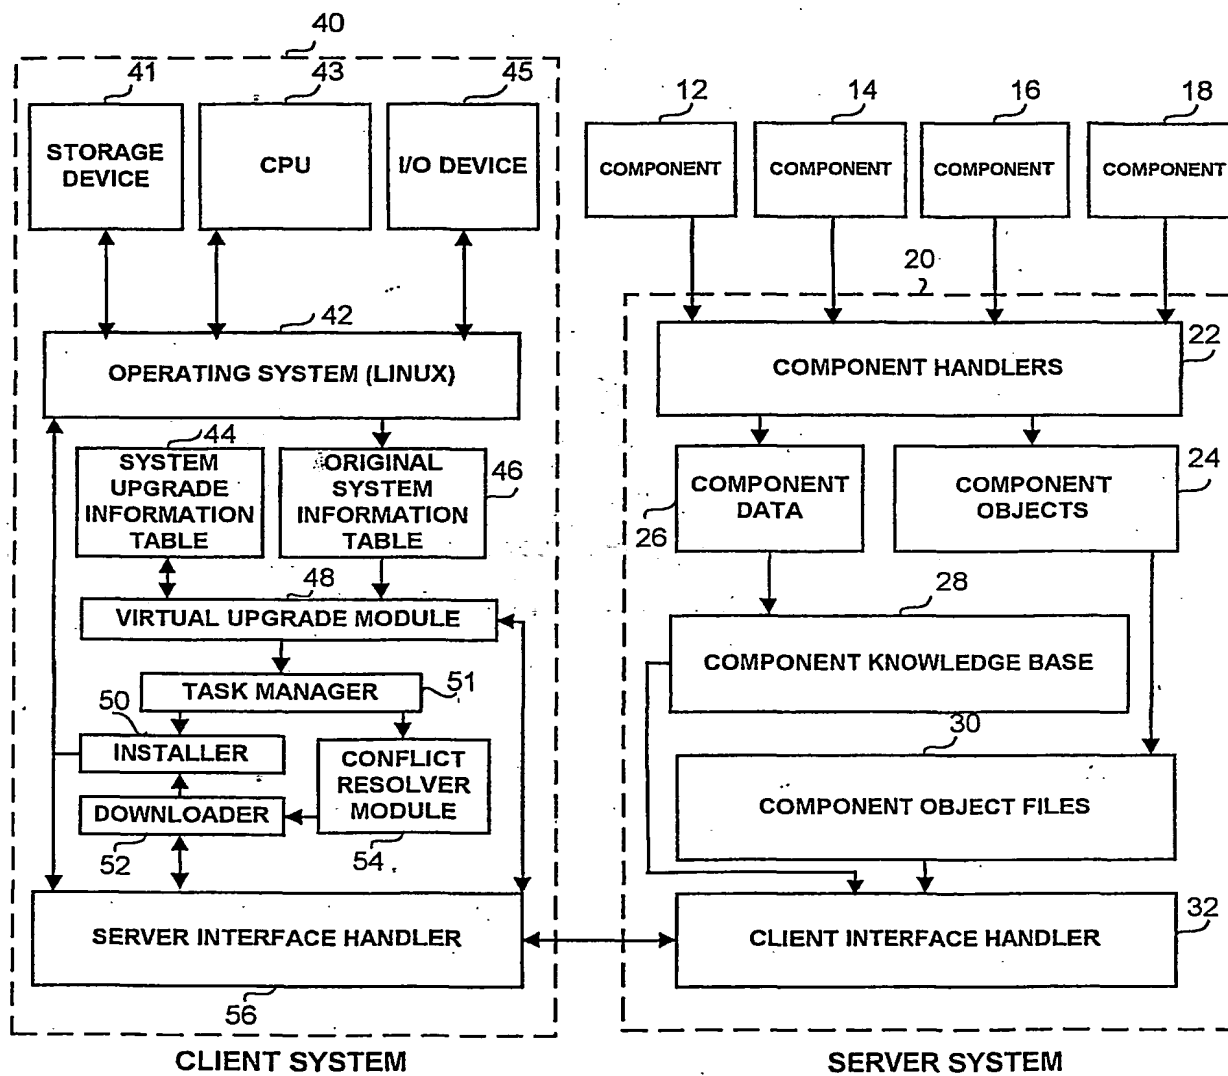 40
41
43
45
STORAGE
DEVICE
CPU
I/O DEVICE
42
OPERATING SYSTEM (LINUX)
44
SYSTEM
UPGRADE
INFORMATION
TABLE
46
ORIGINAL
SYSTEM
INFORMATION
TABLE
48
VIRTUAL UPGRADE MODULE
51
TASK MANAGER
50
INSTALLER
CONFLICT
RESOLVER
MODULE
DOWNLOADER
52
54
SERVER INTERFACE HANDLER
56
CLIENT SYSTEM
12
14
16
18
COMPONENT
COMPONENT
COMPONENT
COMPONENT
20
22
COMPONENT HANDLERS
24
COMPONENT
DATA
26
COMPONENT
OBJECTS
28
COMPONENT KNOWLEDGE BASE
30
COMPONENT OBJECT FILES
32
CLIENT INTERFACE HANDLER
SERVER SYSTEM